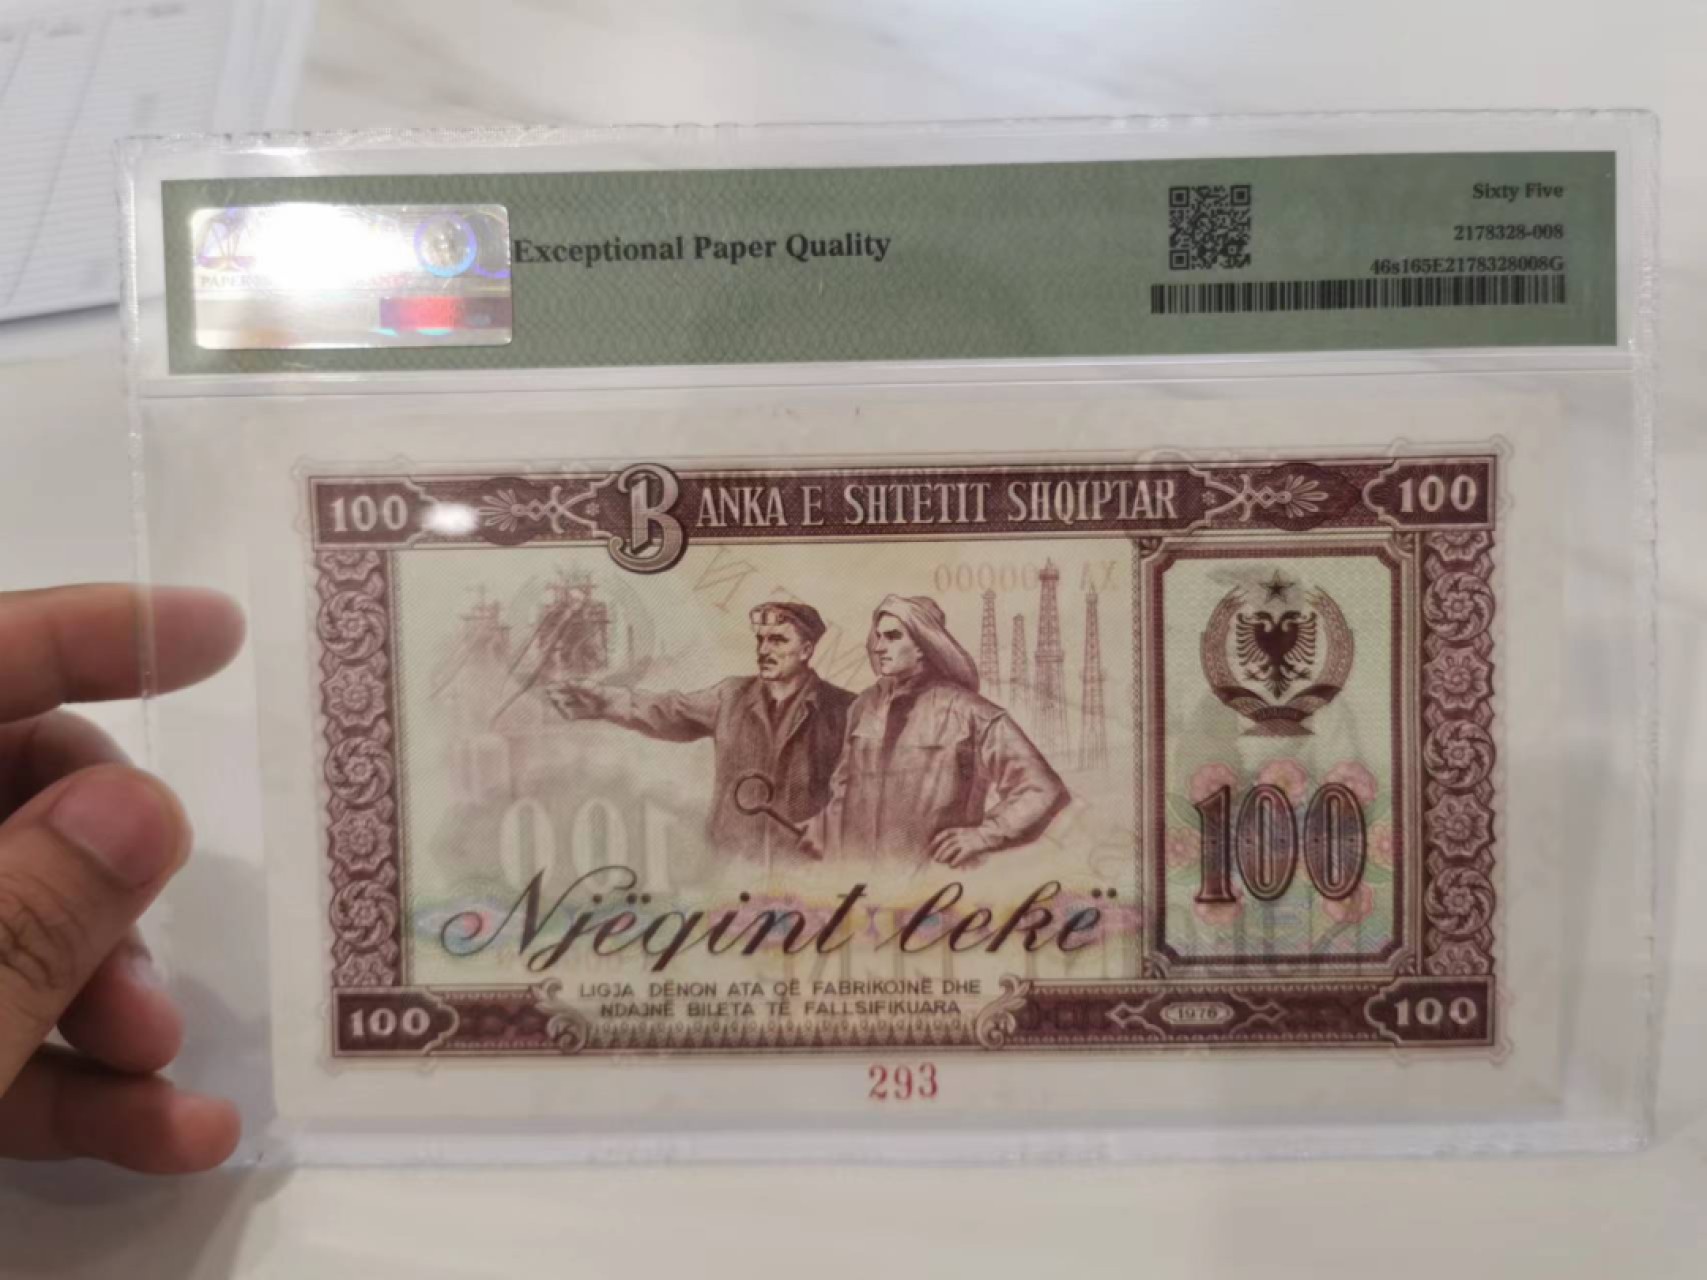 Exceptional Paper Quality
Sixty Five
2178328-008
46s165E2178328008G
100 BANKA E SHTETIT SHQIPTAR 100
100
Njëqint lekë
LIGJA DËNON ATA QË FABRIKOJNË DHE
NDAJNË BILETA TË FALLSIFIKUARA
100 1976 100
293